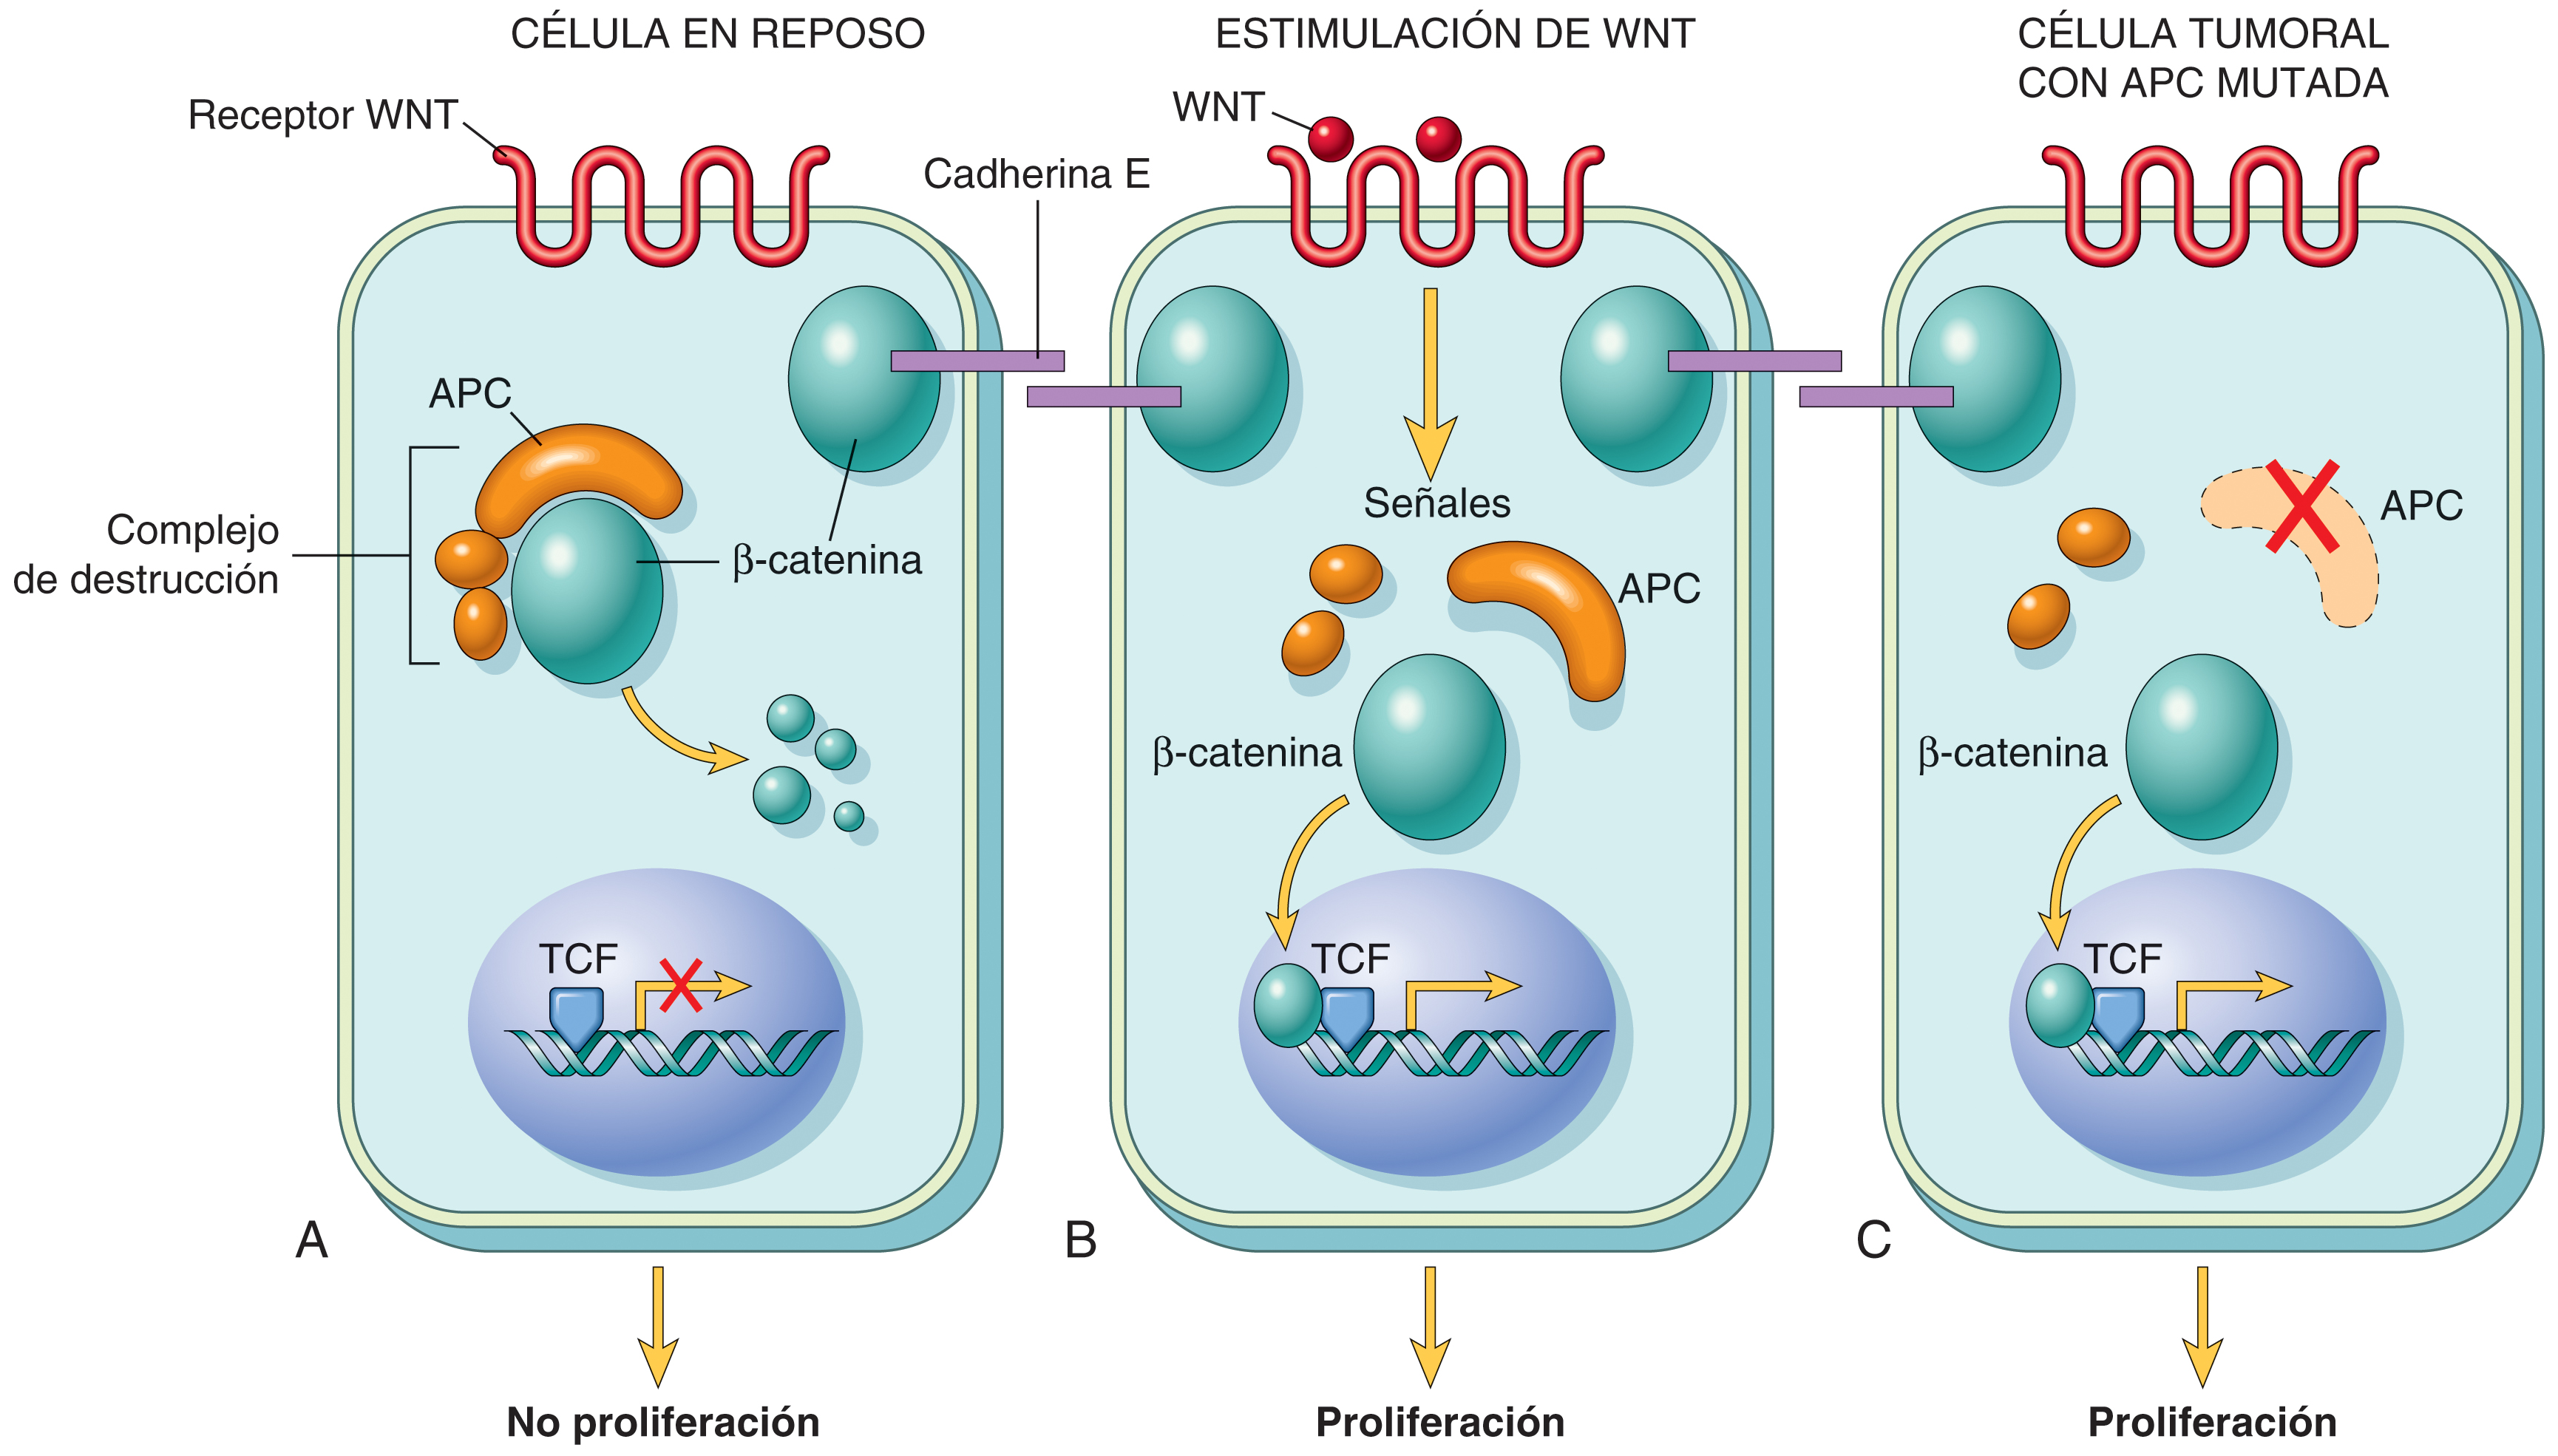 CÉLULA EN REPOSO
Receptor WNT
Cadherina E
APC
Complejo
de destrucción
β-catenina
TCF
A
No proliferación
ESTIMULACIÓN DE WNT
WNT
Señales
APC
β-catenina
TCF
B
Proliferación
CÉLULA TUMORAL
CON APC MUTADA
APC
β-catenina
TCF
C
Proliferación